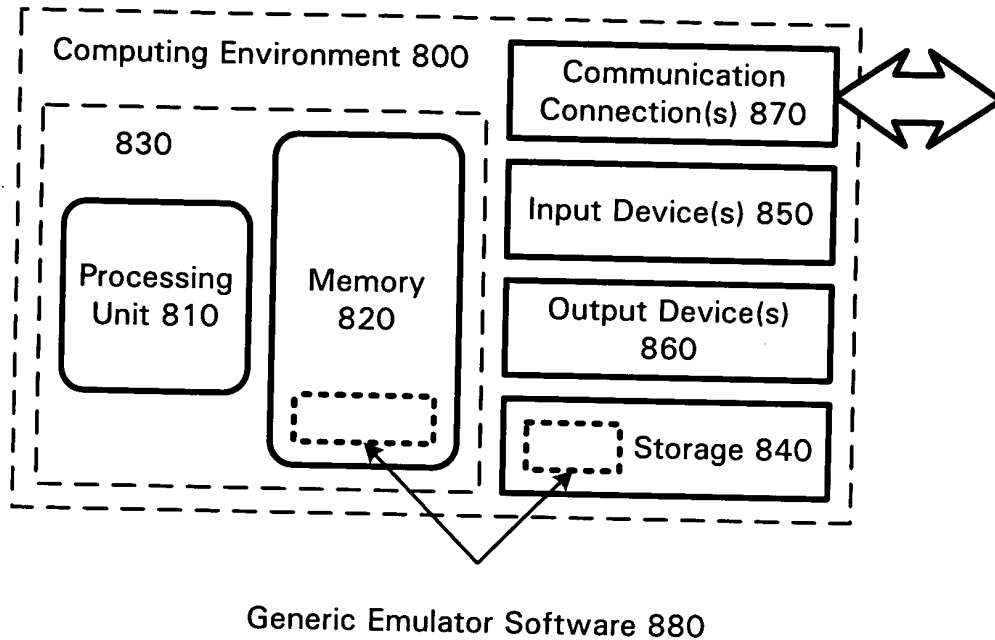 Computing Environment 800
Communication
Connection(s) 870
830
Input Device(s) 850
Processing
Unit 810
Memory
820
Output Device(s)
860
Storage 840
Generic Emulator Software 880